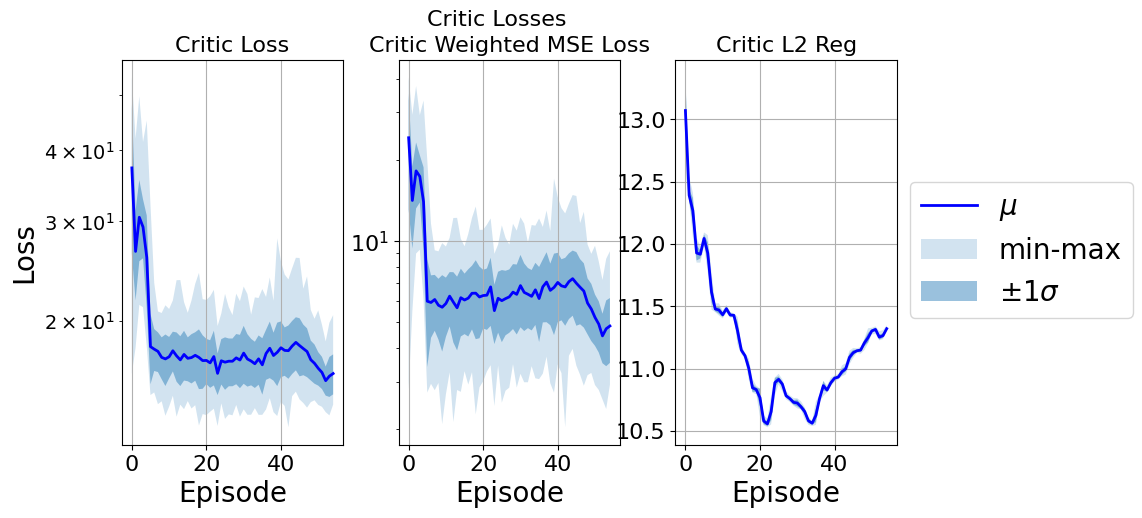 Critic Losses
Critic Loss
Critic Weighted MSE Loss
Critic L2 Reg
Loss
4 × 10¹
3 × 10¹
2 × 10¹
0 20 40
Episode
10¹
0 20 40
Episode
13.0
12.5
12.0
11.5
11.0
10.5
0 20 40
Episode
μ
min-max
±1σ